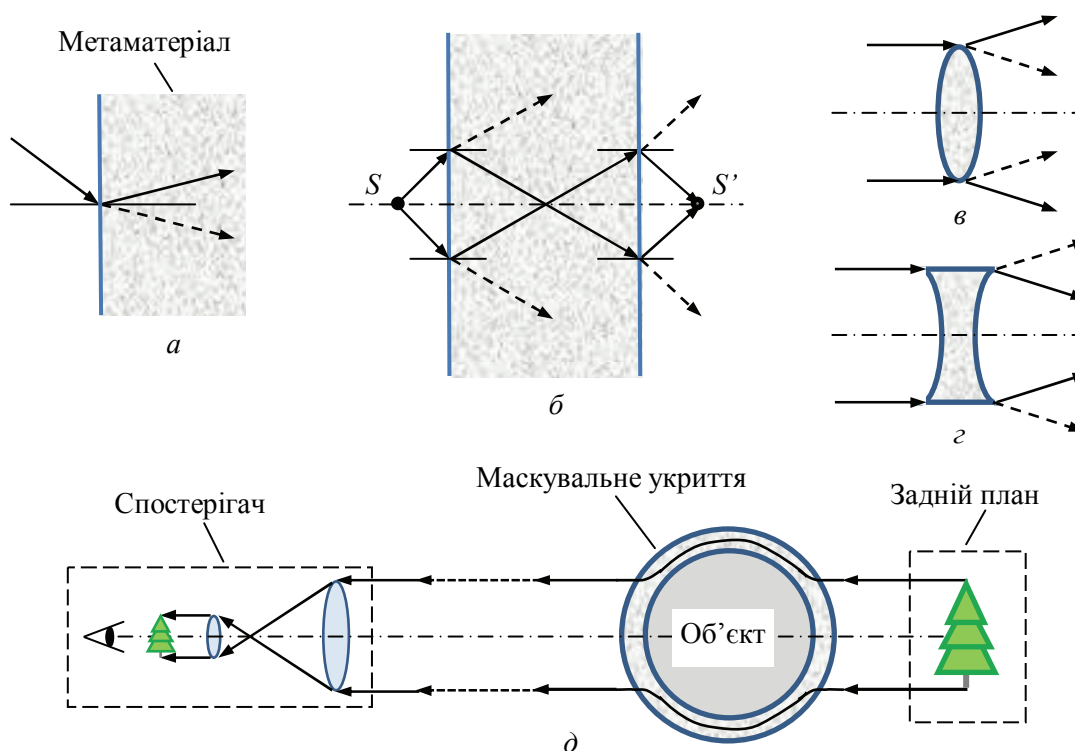 Метаматеріал
а
S
S’
б
в
г
Спостерігач
Маскувальне укриття
Задній план
Об’єкт
д